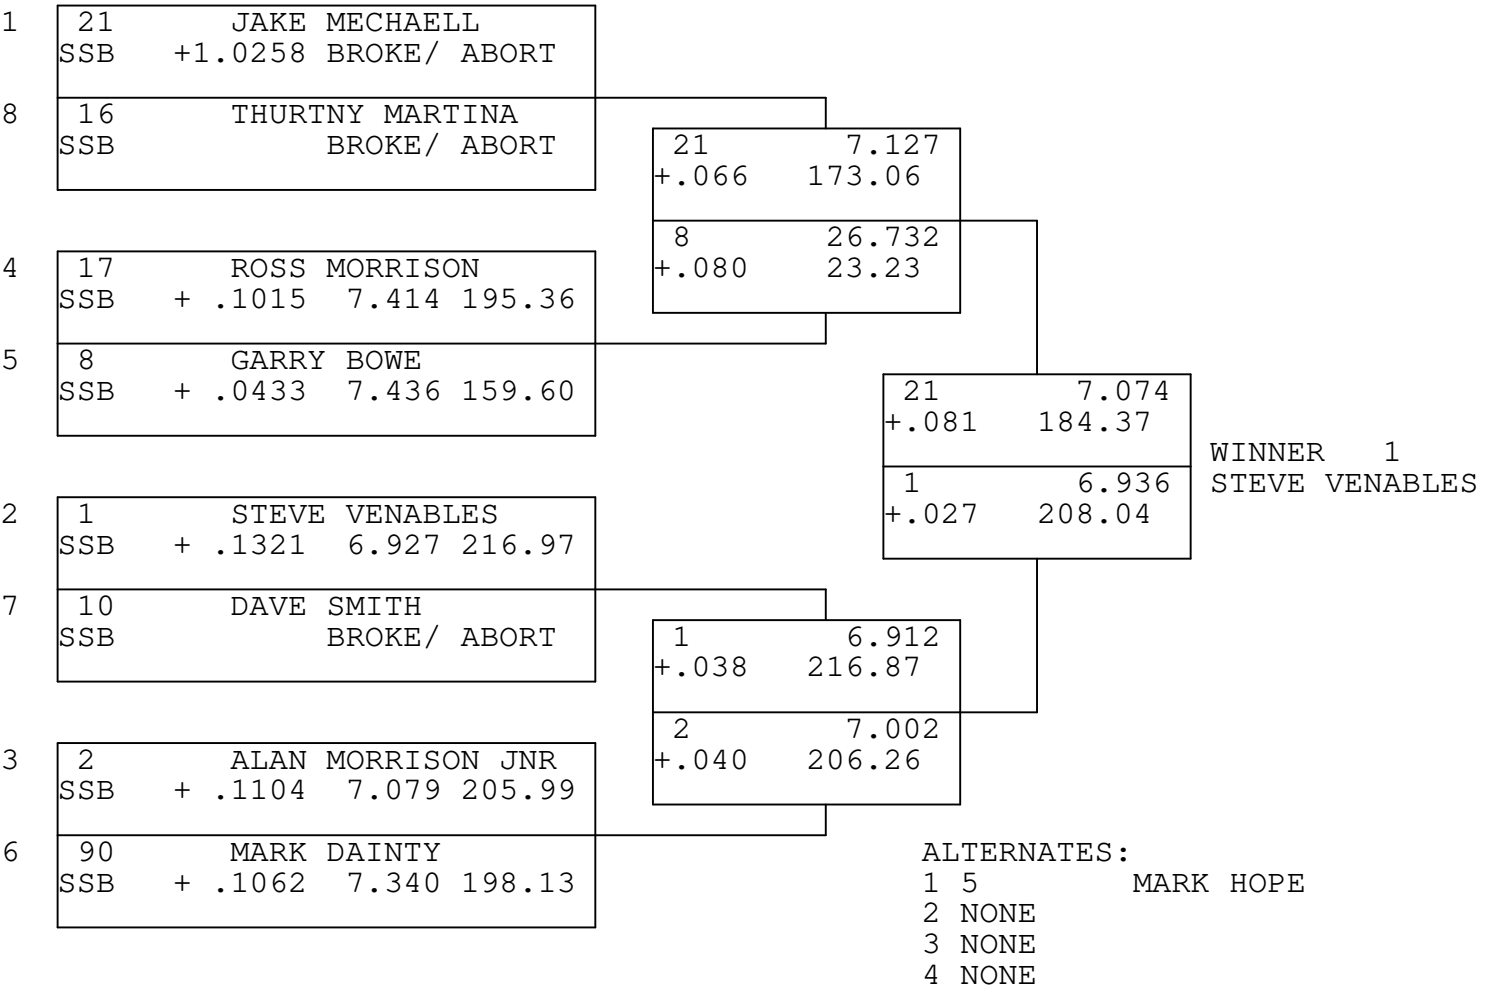 1 21 JAKE MECHAELL
SSB +1.0258 BROKE/ ABORT
8 16 THURTNY MARTINA
SSB BROKE/ ABORT
21 7.127
+.066 173.06
8 26.732
+.080 23.23
4 17 ROSS MORRISON
SSB + .1015 7.414 195.36
5 8 GARRY BOWE
SSB + .0433 7.436 159.60
21 7.074
+.081 184.37
1 6.936
+.027 208.04
WINNER 1
STEVE VENABLES
2 1 STEVE VENABLES
SSB + .1321 6.927 216.97
7 10 DAVE SMITH
SSB BROKE/ ABORT
1 6.912
+.038 216.87
2 7.002
+.040 206.26
3 2 ALAN MORRISON JNR
SSB + .1104 7.079 205.99
6 90 MARK DAINTY
SSB + .1062 7.340 198.13
ALTERNATES:
1 5 MARK HOPE
2 NONE
3 NONE
4 NONE